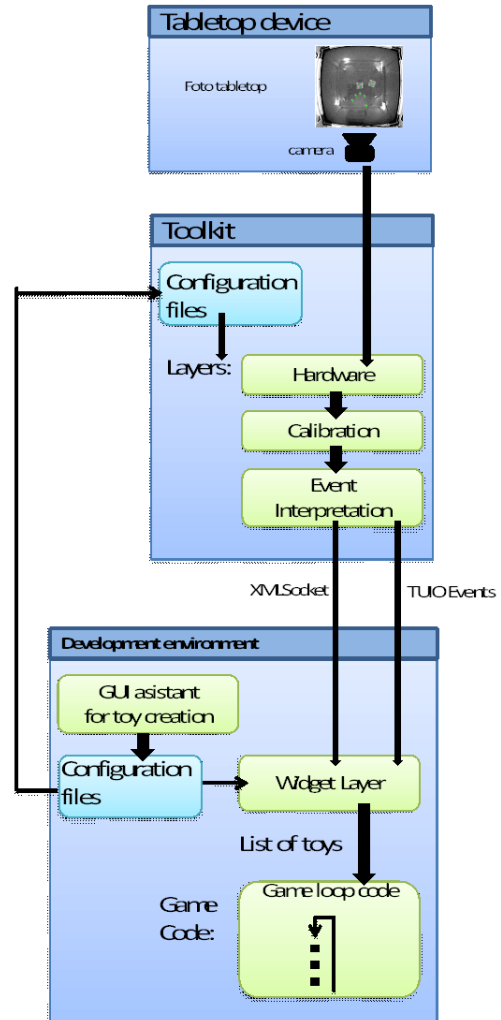 Tabletop device
Foto tabletop
camera
Toolkit
Configuration
files
Layers:
Hardware
Calibration
Event
Interpretation
XMLSocket
TUIO Events
Development environment
GUI asistant
for toy creation
Configuration
files
Widget Layer
List of toys
Game
Code:
Game loop code